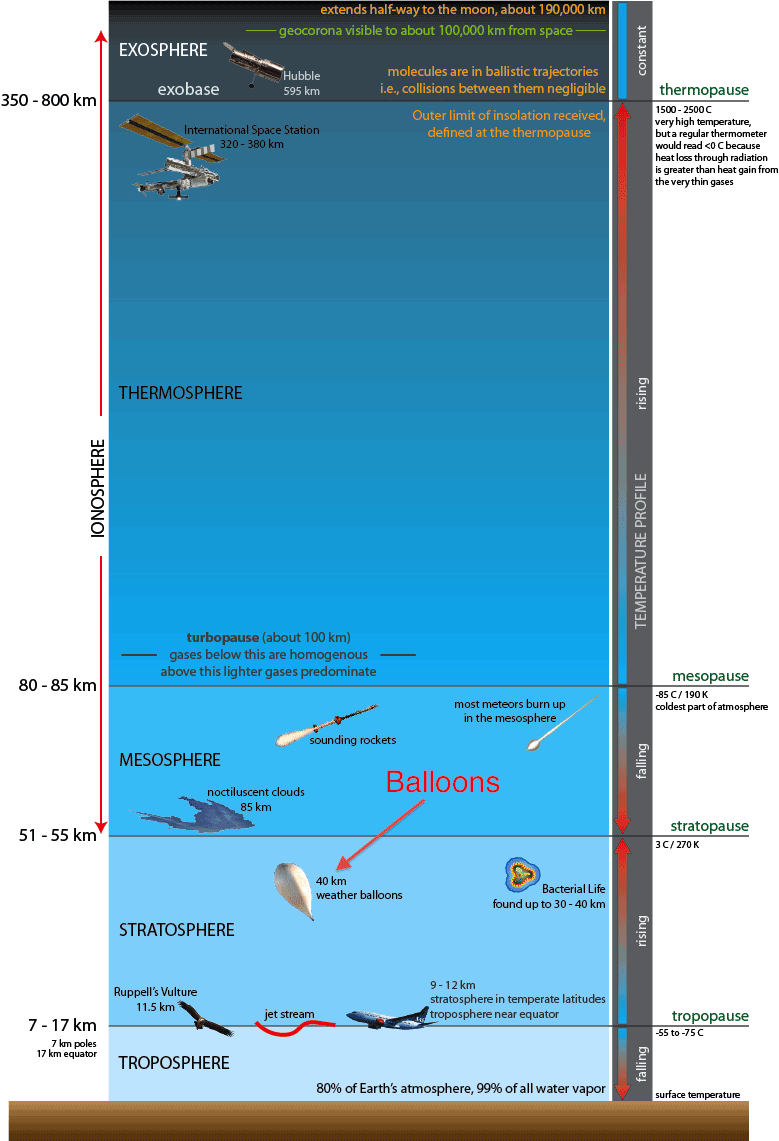 extends half-way to the moon, about 190,000 km
EXOSPHERE
geocorona visible to about 100,000 km from space
constant
Hubble
595 km
molecules are in ballistic trajectories
i.e., collisions between them negligible
exobase
thermopause
350 - 800 km
1500 - 2500 C
very high temperature,
but a regular thermometer
would read <0 C because
heat loss through radiation
is greater than heat gain from
the very thin gases
Outer limit of insolation received,
defined at the thermopause
International Space Station
320 - 380 km
THERMOSPHERE
rising
IONOSPHERE
TEMPERATURE PROFILE
turbopause (about 100 km)
gases below this are homogenous
above this lighter gases predominate
mesopause
80 - 85 km
-85 C / 190 K
coldest part of atmosphere
most meteors burn up
in the mesosphere
sounding rockets
falling
MESOSPHERE
Balloons
noctiluscent clouds
85 km
stratopause
51 - 55 km
3 C / 270 K
40 km
weather balloons
Bacterial Life
found up to 30 - 40 km
STRATOSPHERE
rising
Ruppell's Vulture
11.5 km
jet stream
9 - 12 km
stratosphere in temperate latitudes
troposphere near equator
tropopause
7 - 17 km
-55 to -75 C
7 km poles
17 km equator
TROPOSPHERE
falling
80% of Earth's atmosphere, 99% of all water vapor
surface temperature